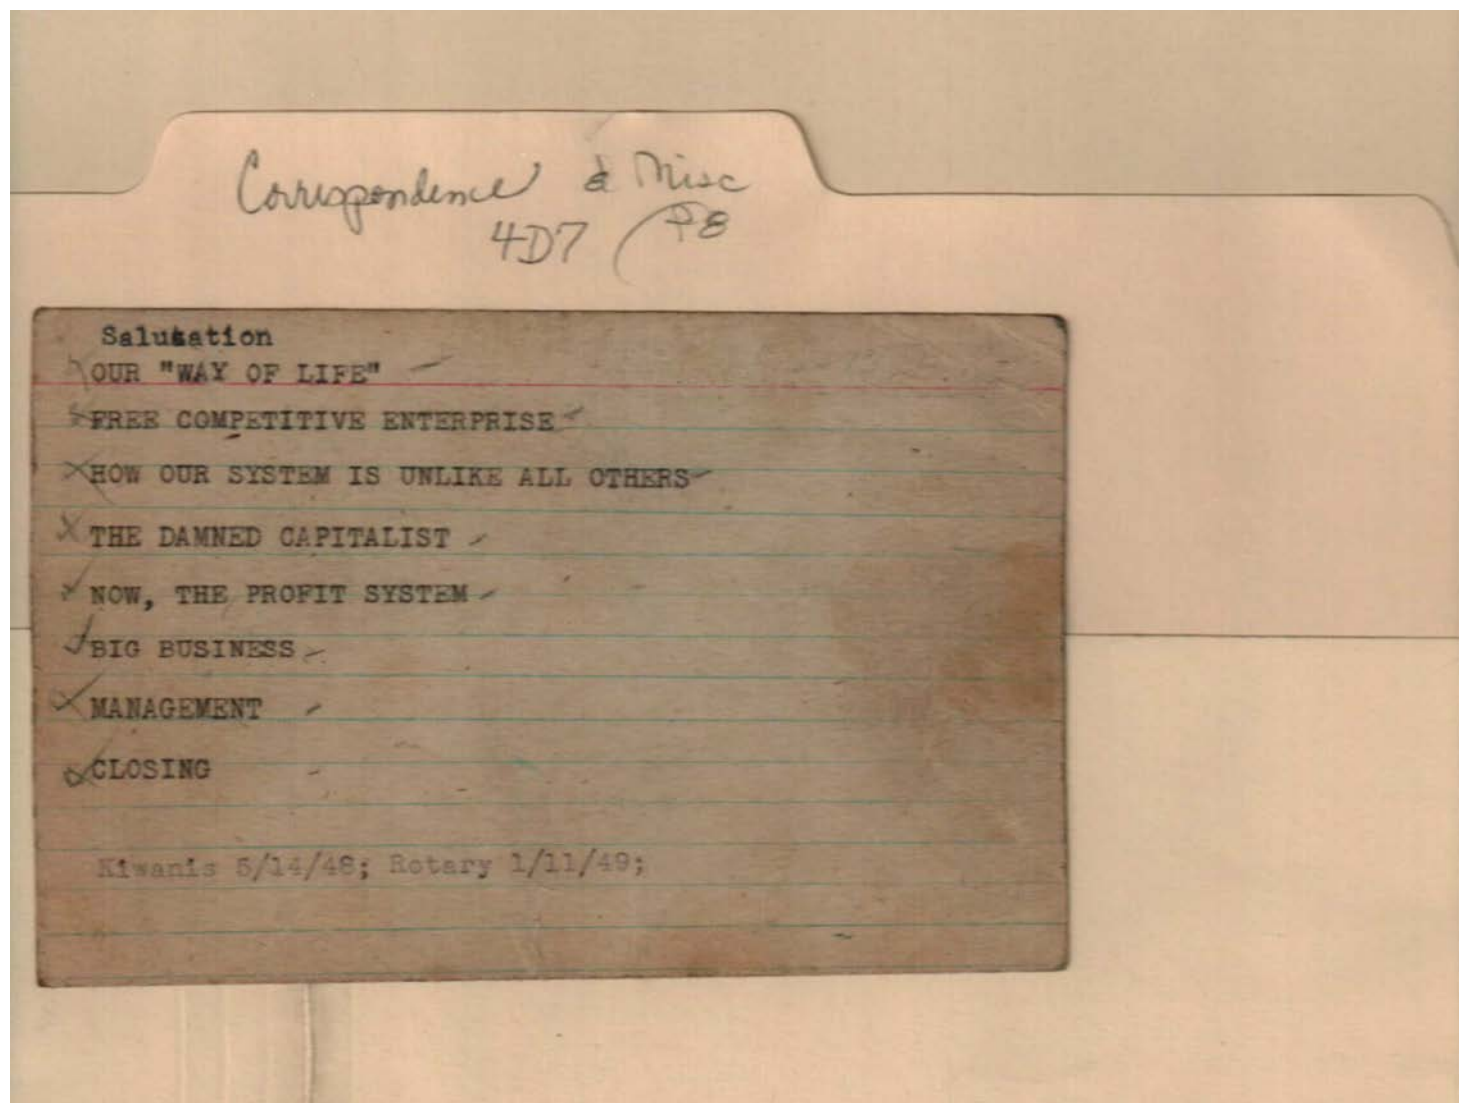 Correspondence & Misc
4D7
Salutation
OUR "WAY OF LIFE"
FREE COMPETITIVE ENTERPRISE
HOW OUR SYSTEM IS UNLIKE ALL OTHERS
THE DAMNED CAPITALIST
NOW, THE PROFIT SYSTEM
BIG BUSINESS
MANAGEMENT
CLOSING
Kiwanis 5/14/48; Rotary 1/11/49;